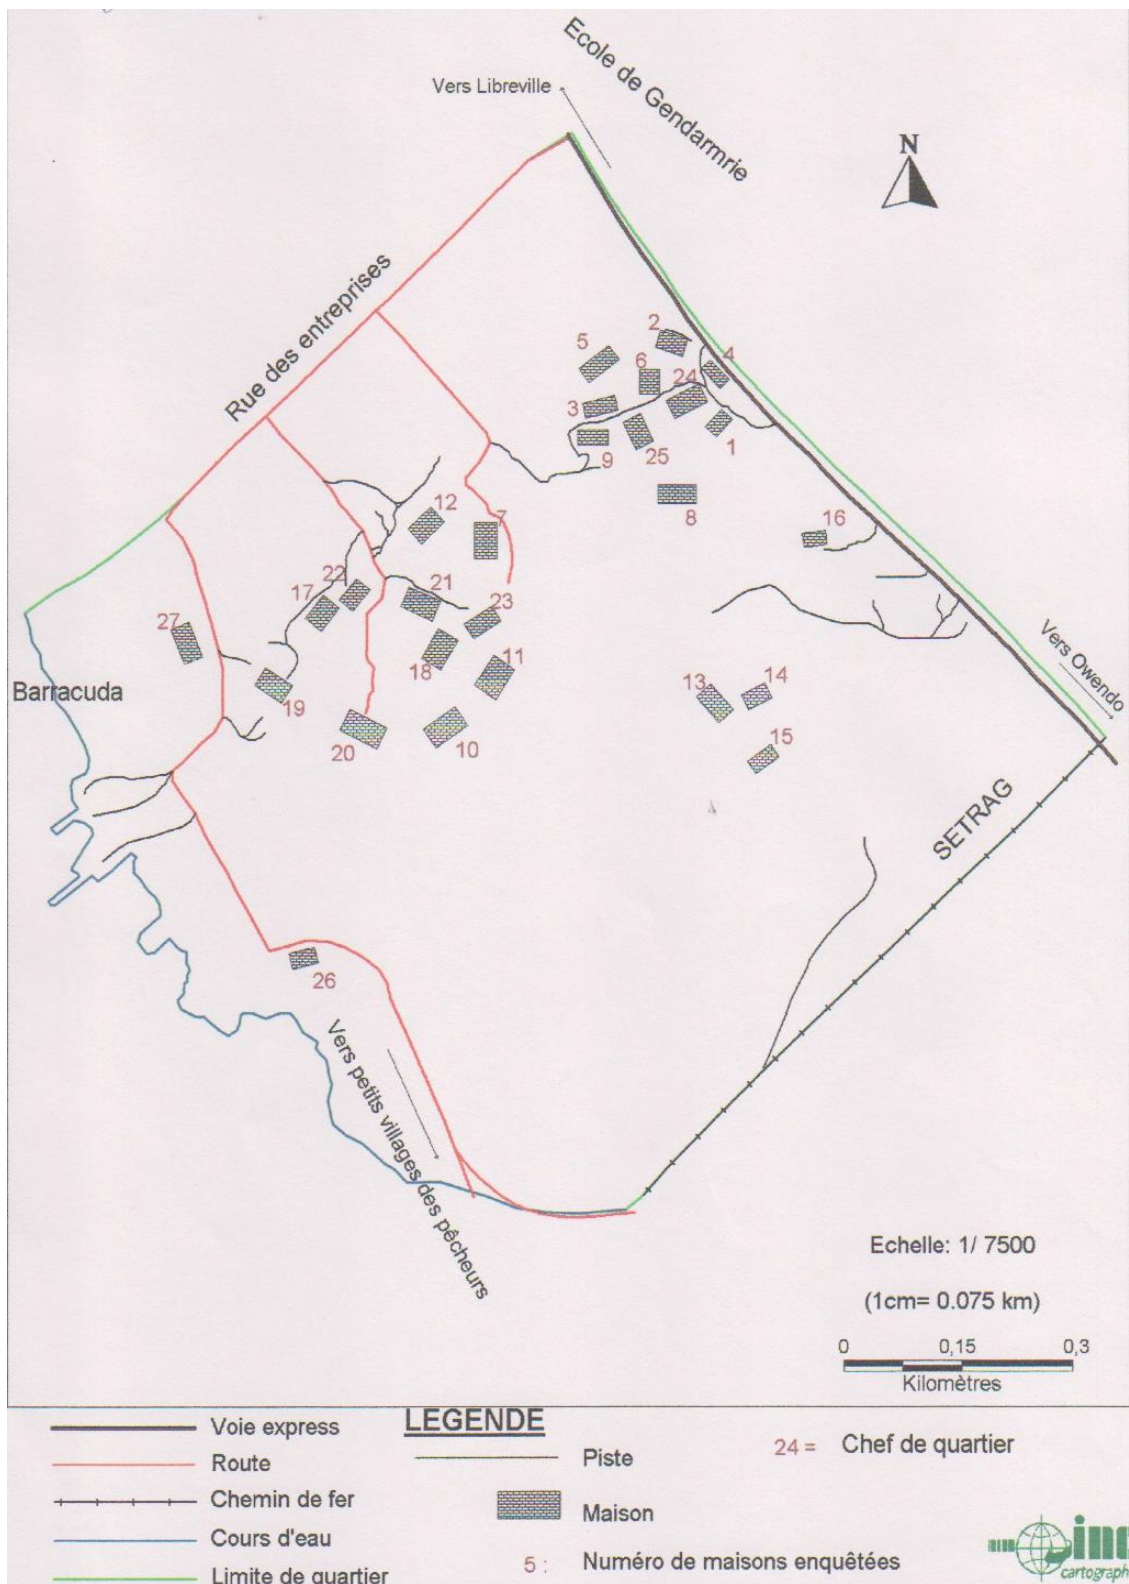 Ecole de Gendarmrie
Vers Libreville
N
Rue des entreprises
2
5
4
6
24
3
1
9
25
8
12
7
16
22
21
17
23
27
18
11
Vers Owendo
Barracuda
13
14
19
20
10
15
SETRAG
26
Vers petits villages des pêcheurs
Echelle: 1/ 7500
(1cm= 0.075 km)
0 0,15 0,3
Kilomètres
LEGENDE
Voie express
Route
Chemin de fer
Cours d'eau
Limite de quartier
Piste
Maison
5 : Numéro de maisons enquêtées
24 = Chef de quartier
cartograph